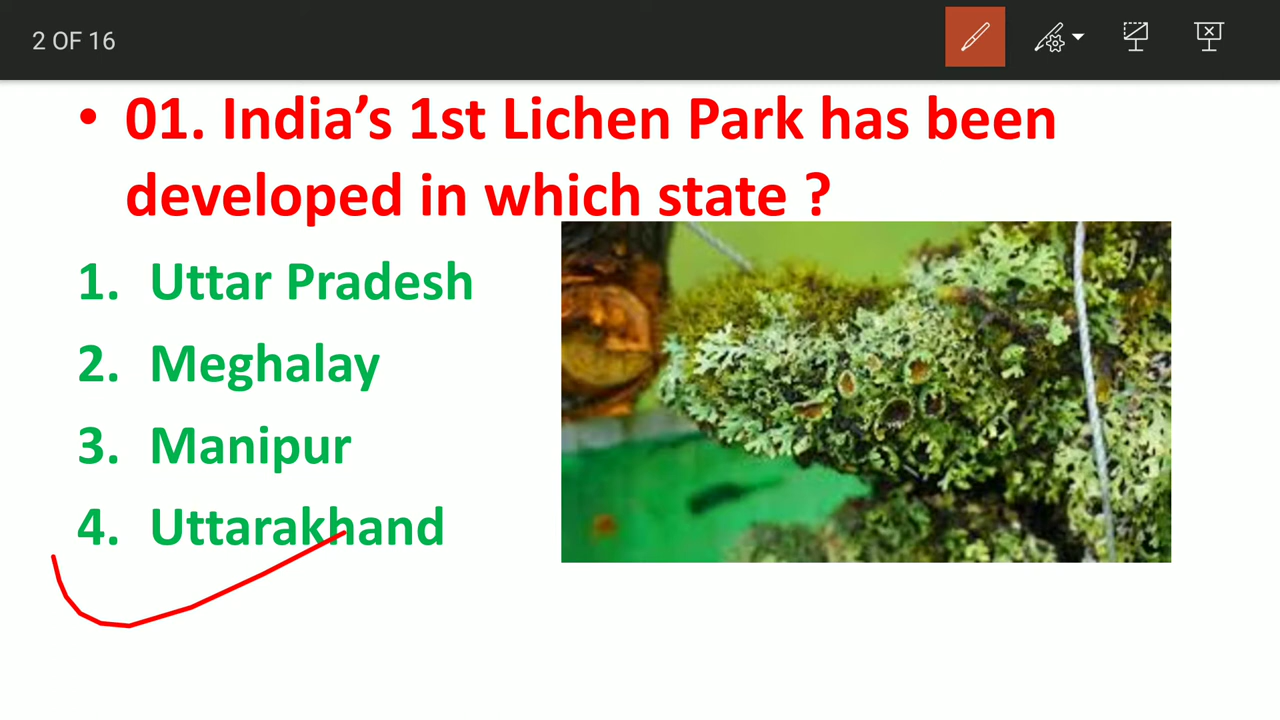 2 OF 16
• 01. India’s 1st Lichen Park has been
developed in which state ?
1. Uttar Pradesh
2. Meghalay
3. Manipur
4. Uttarakhand